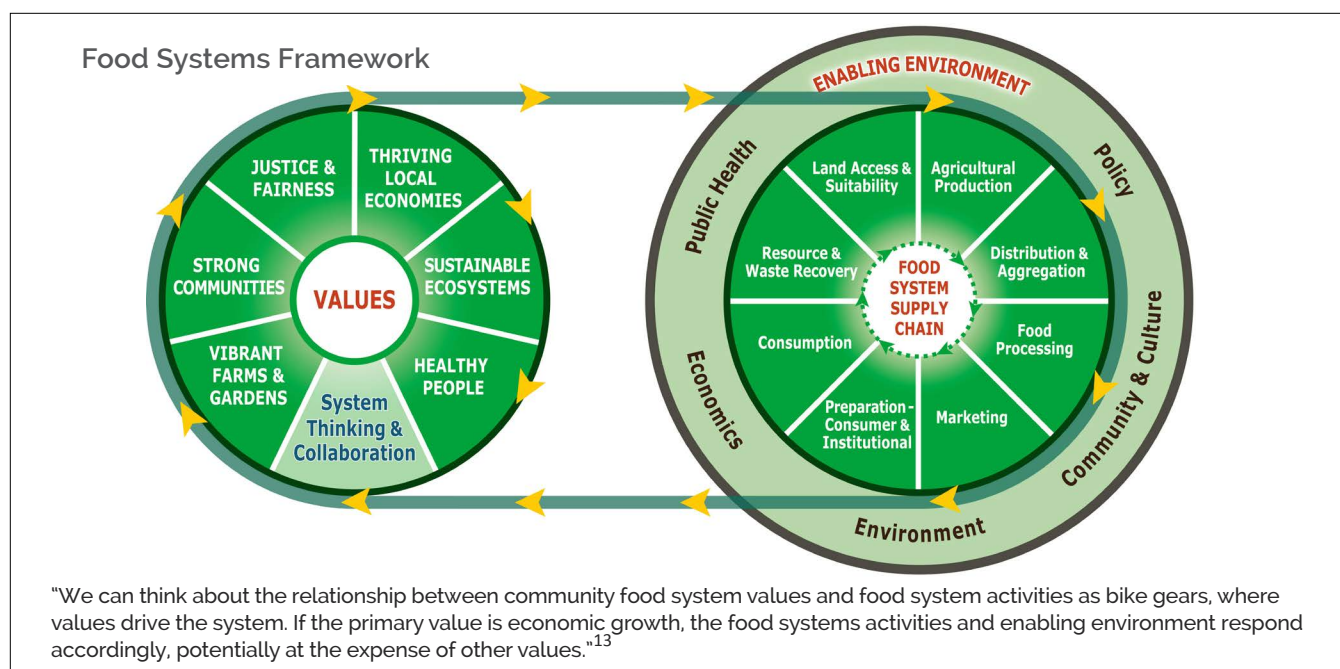 Food Systems Framework
JUSTICE &
FAIRNESS
THRIVING
LOCAL
ECONOMIES
SUSTAINABLE
ECOSYSTEMS
HEALTHY
PEOPLE
System
Thinking &
Collaboration
VIBRANT
FARMS &
GARDENS
STRONG
COMMUNITIES
VALUES
ENABLING ENVIRONMENT
Policy
Community & Culture
Environment
Economics
Public Health
Land Access &
Suitability
Agricultural
Production
Distribution &
Aggregation
Food
Processing
Marketing
Preparation -
Consumer &
Institutional
Consumption
Resource &
Waste Recovery
FOOD
SYSTEM
SUPPLY
CHAIN
"We can think about the relationship between community food system values and food system activities as bike gears, where
values drive the system. If the primary value is economic growth, the food systems activities and enabling environment respond
accordingly, potentially at the expense of other values."13